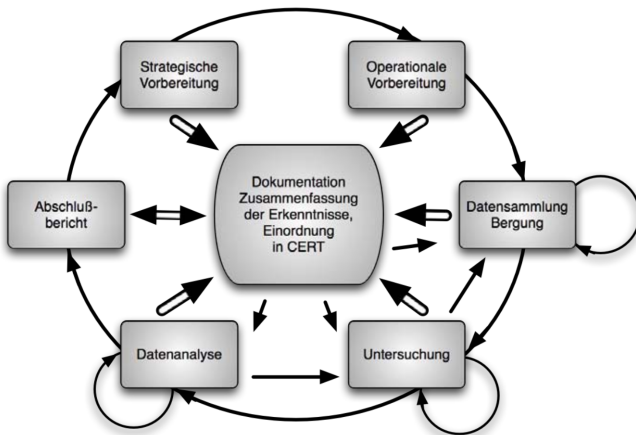 Strategische
Vorbereitung
Operationale
Vorbereitung
Dokumentation
Zusammenfassung
der Erkenntnisse,
Einordnung
in CERT
Abschluß-
bericht
Datensammlung
Bergung
Datenanalyse
Untersuchung